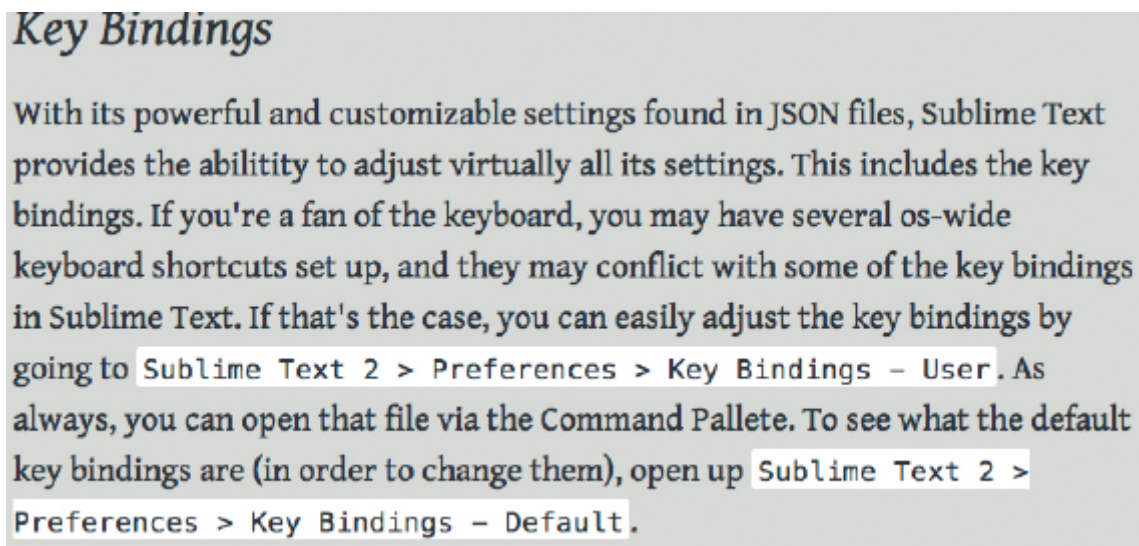 Key Bindings
With its powerful and customizable settings found in JSON files, Sublime Text
provides the abilitity to adjust virtually all its settings. This includes the key
bindings. If you're a fan of the keyboard, you may have several os-wide
keyboard shortcuts set up, and they may conflict with some of the key bindings
in Sublime Text. If that's the case, you can easily adjust the key bindings by
going to Sublime Text 2 > Preferences > Key Bindings – User. As
always, you can open that file via the Command Pallete. To see what the default
key bindings are (in order to change them), open up Sublime Text 2 >
Preferences > Key Bindings – Default.